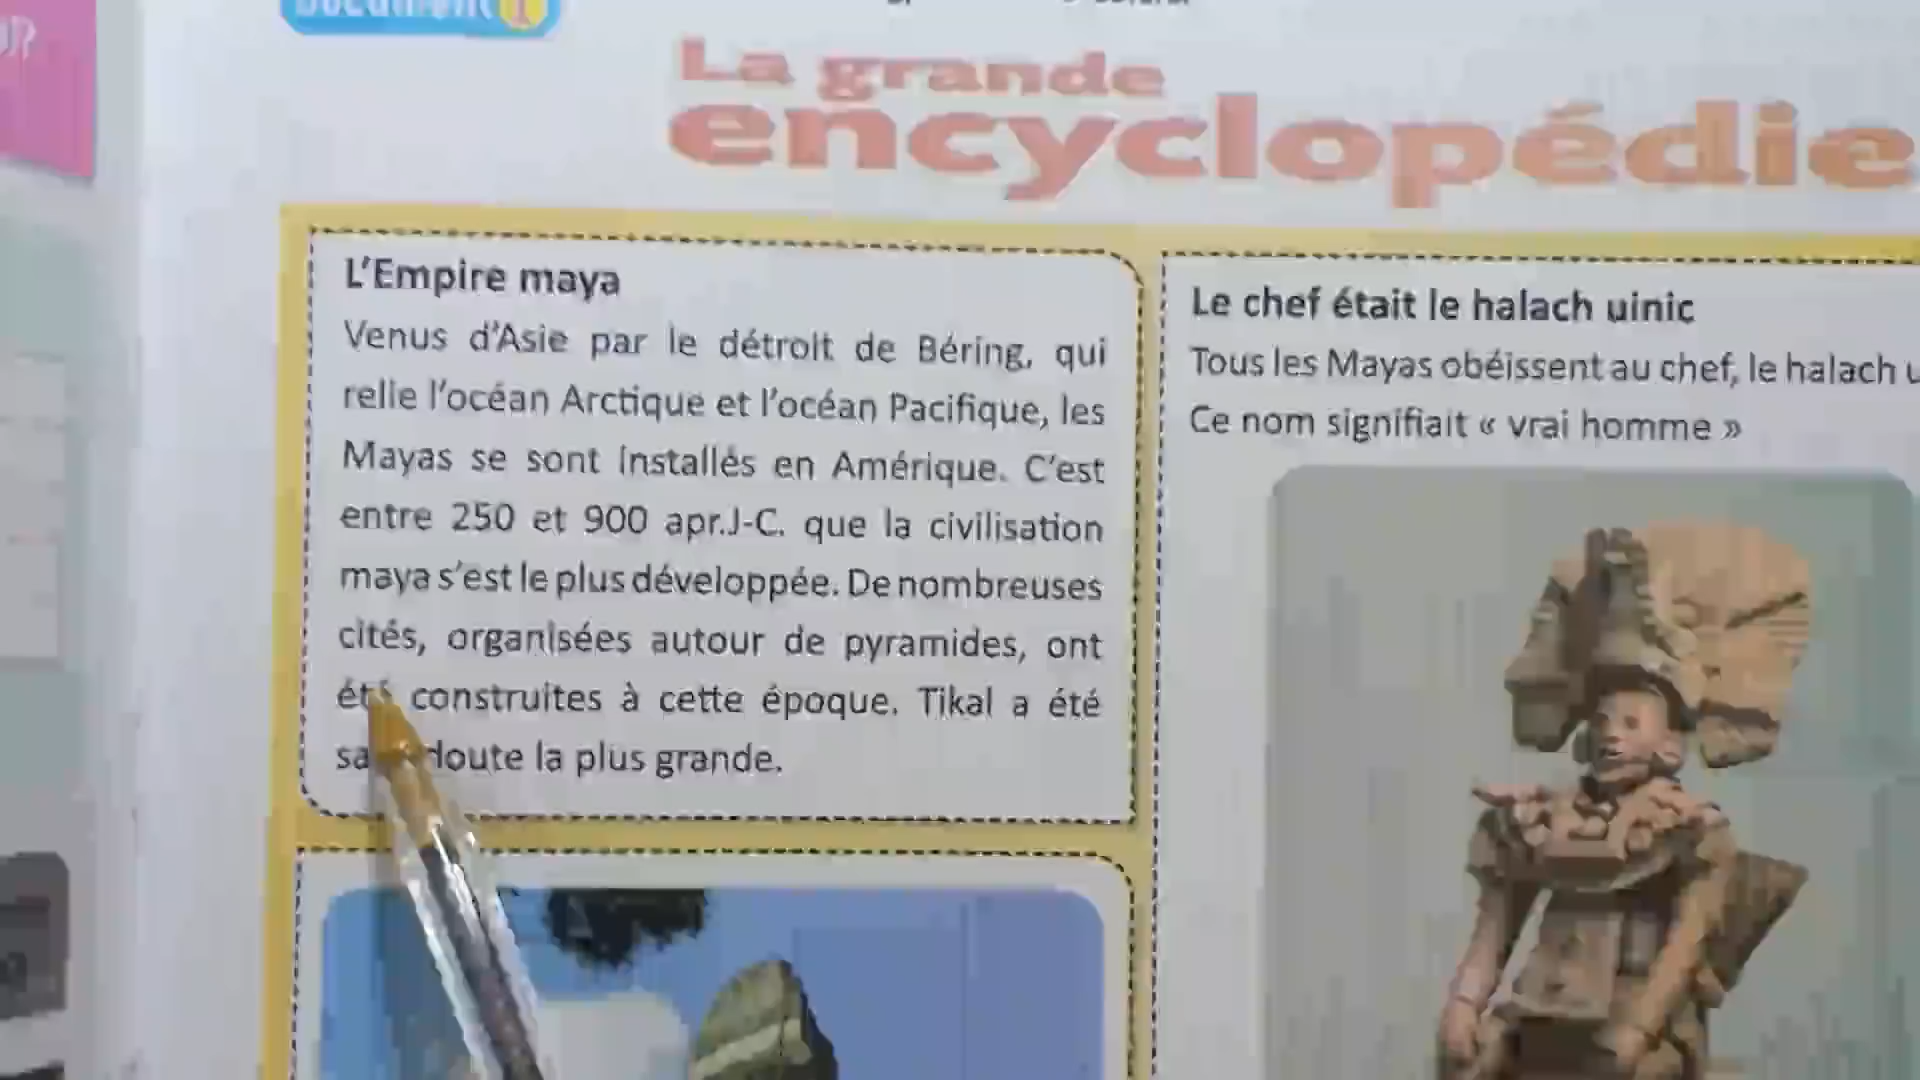 Document 1
La grande
encyclopédie
L'Empire maya
Venus d'Asie par le détroit de Béring, qui
relie l'océan Arctique et l'océan Pacifique, les
Mayas se sont installés en Amérique. C'est
entre 250 et 900 apr.J-C. que la civilisation
maya s'est le plus développée. De nombreuses
cités, organisées autour de pyramides, ont
été construites à cette époque. Tikal a été
doute la plus grande.
Le chef était le halach uinic
Tous les Mayas obéissent au chef, le halach
Ce nom signifiait « vrai homme »